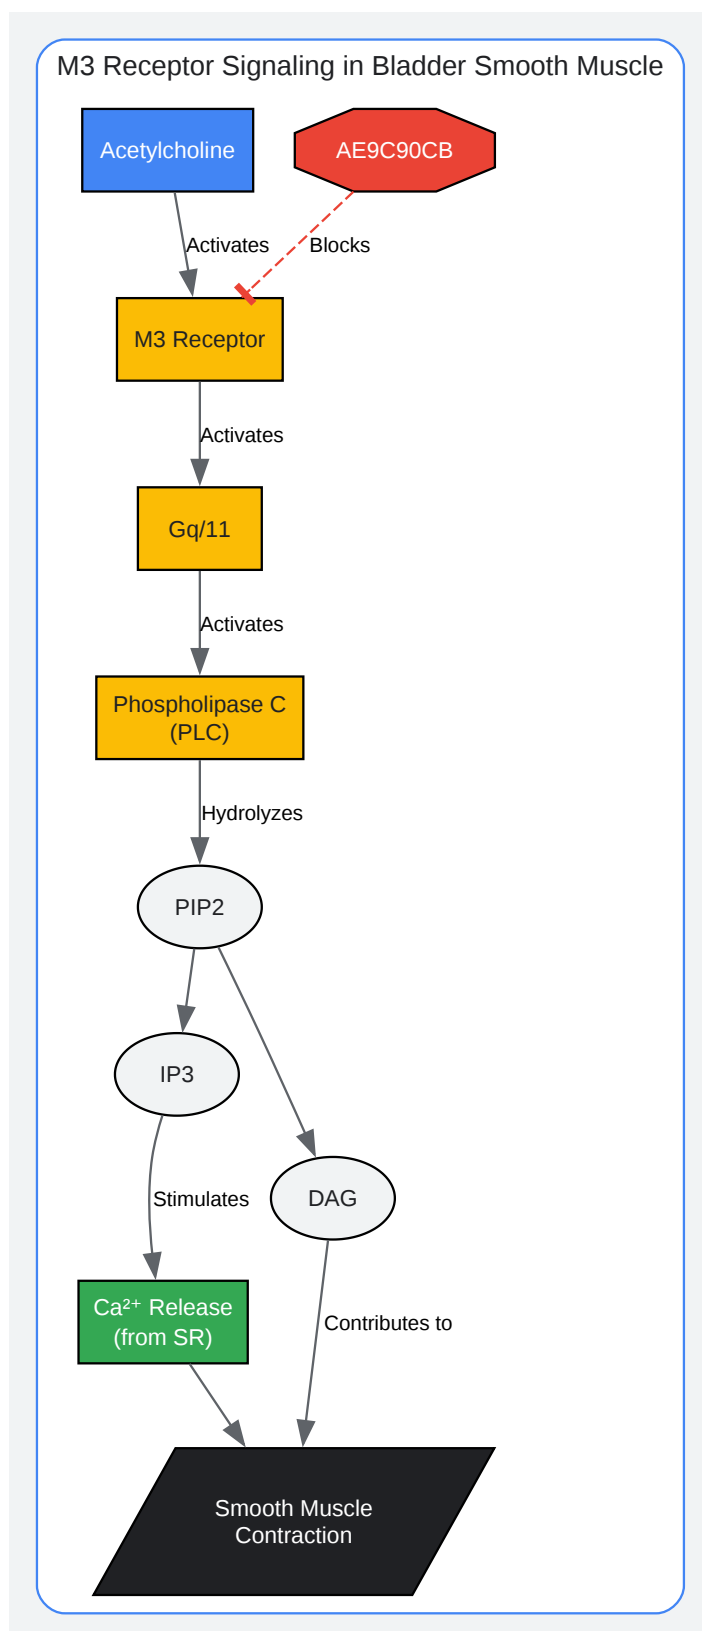 M3 Receptor Signaling in Bladder Smooth Muscle
Acetylcholine
AE9C90CB
Activates
Blocks
M3 Receptor
Activates
Gq/11
Activates
Phospholipase C
(PLC)
Hydrolyzes
PIP2
IP3
Stimulates
DAG
Ca²⁺ Release
(from SR)
Contributes to
Smooth Muscle
Contraction